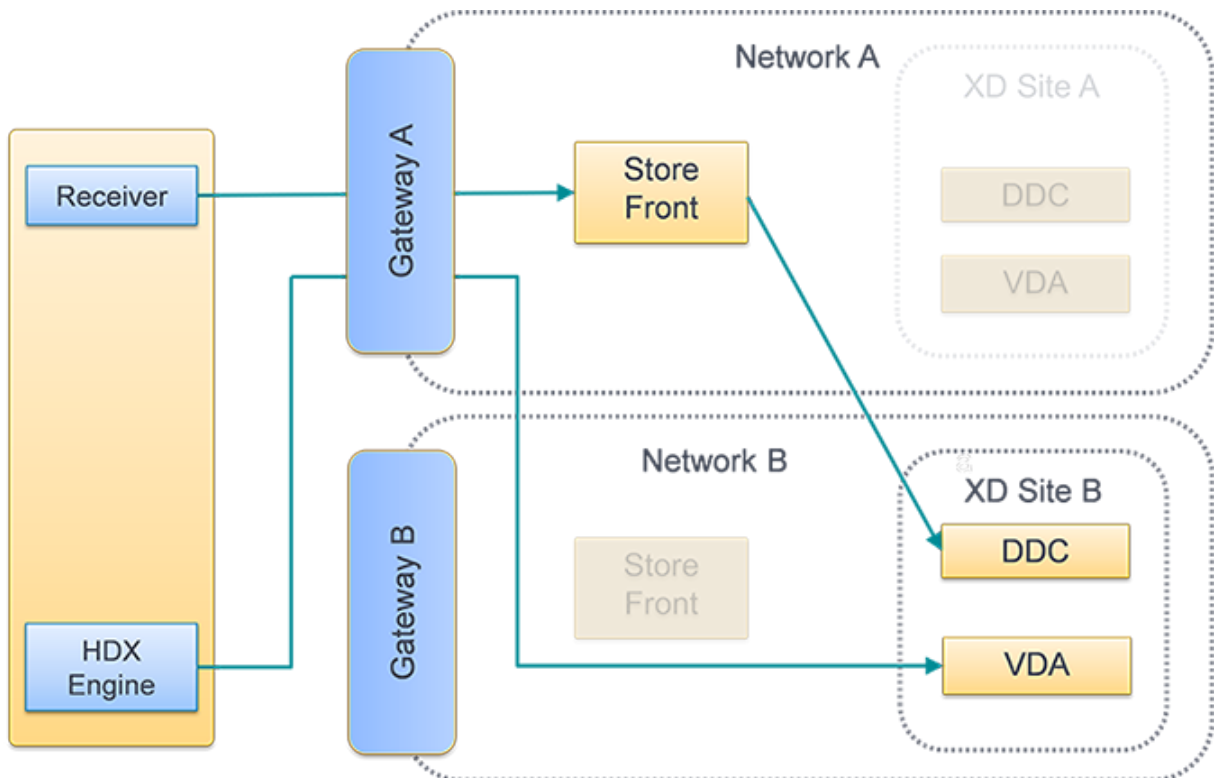 Network A
XD Site A
Gateway A
Receiver
Store
Front
DDC
VDA
Network B
XD Site B
Gateway B
Store
Front
DDC
VDA
HDX
Engine